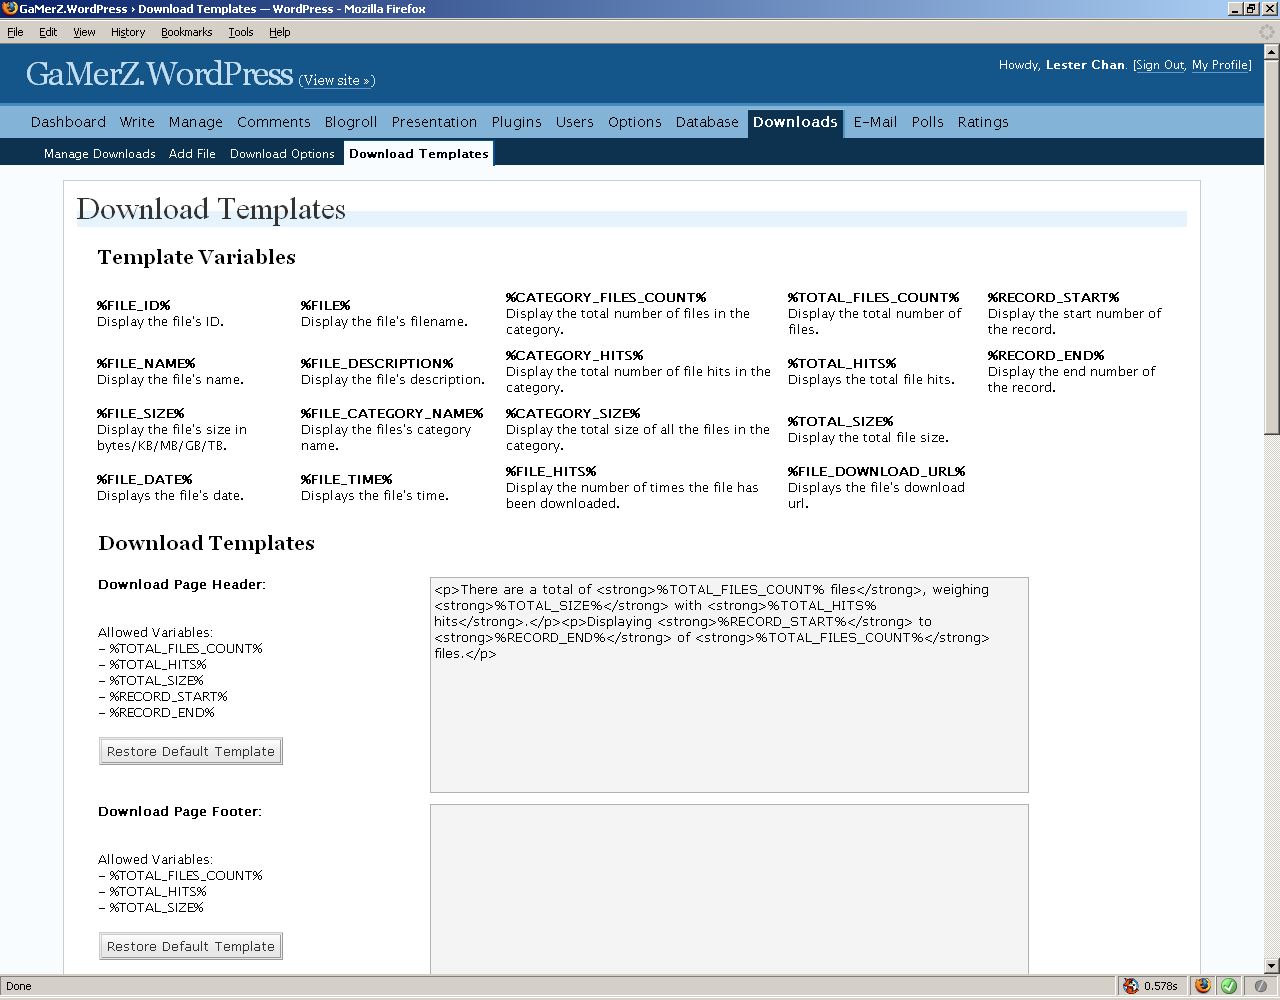 GaMerZ.WordPress › Download Templates — WordPress - Mozilla Firefox
File Edit View History Bookmarks Tools Help
GaMerZ.WordPress (View site »)
Howdy, Lester Chan. [Sign Out, My Profile]
Dashboard Write Manage Comments Blogroll Presentation Plugins Users Options Database Downloads E-Mail Polls Ratings
Manage Downloads Add File Download Options Download Templates
Download Templates
Template Variables
%FILE_ID%
Display the file's ID.
%FILE%
Display the file's filename.
%CATEGORY_FILES_COUNT%
Display the total number of files in the
category.
%TOTAL_FILES_COUNT%
Display the total number of
files.
%RECORD_START%
Display the start number of
the record.
%FILE_NAME%
Display the file's name.
%FILE_DESCRIPTION%
Display the file's description.
%CATEGORY_HITS%
Display the total number of file hits in the
category.
%TOTAL_HITS%
Displays the total file hits.
%RECORD_END%
Display the end number of
the record.
%FILE_SIZE%
Display the file's size in
bytes/KB/MB/GB/TB.
%FILE_CATEGORY_NAME%
Display the files's category
name.
%CATEGORY_SIZE%
Display the total size of all the files in the
category.
%TOTAL_SIZE%
Display the total file size.
%FILE_DATE%
Displays the file's date.
%FILE_TIME%
Displays the file's time.
%FILE_HITS%
Display the number of times the file has
been downloaded.
%FILE_DOWNLOAD_URL%
Displays the file's download
url.
Download Templates
Download Page Header:
Allowed Variables:
- %TOTAL_FILES_COUNT%
- %TOTAL_HITS%
- %TOTAL_SIZE%
- %RECORD_START%
- %RECORD_END%
Restore Default Template
<p>There are a total of <strong>%TOTAL_FILES_COUNT% files</strong>, weighing
<strong>%TOTAL_SIZE%</strong> with <strong>%TOTAL_HITS%
hits</strong>.</p><p>Displaying <strong>%RECORD_START%</strong> to
<strong>%RECORD_END%</strong> of <strong>%TOTAL_FILES_COUNT%</strong>
files.</p>
Download Page Footer:
Allowed Variables:
- %TOTAL_FILES_COUNT%
- %TOTAL_HITS%
- %TOTAL_SIZE%
Restore Default Template
Done
0.578s